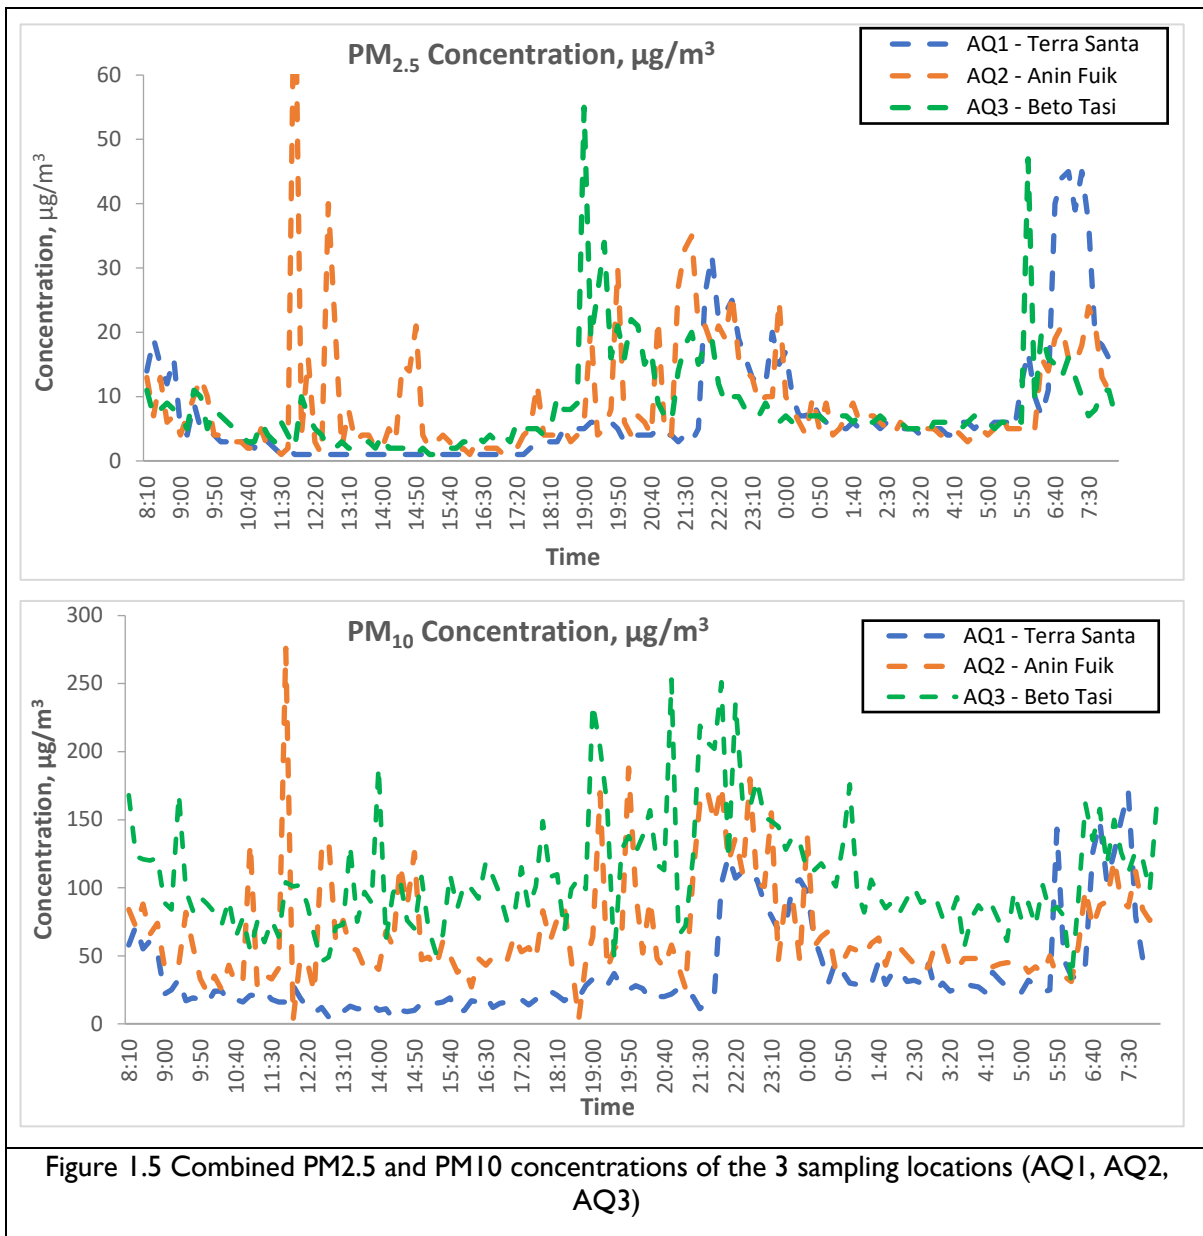 PM2.5 Concentration, µg/m³
AQ1 - Terra Santa
AQ2 - Anin Fuik
AQ3 - Beto Tasi
Concentration, µg/m³
60
50
40
30
20
10
0
8:10 9:00 9:50 10:40 11:30 12:20 13:10 14:00 14:50 15:40 16:30 17:20 18:10 19:00 19:50 20:40 21:30 22:20 23:10 0:00 0:50 1:40 2:30 3:20 4:10 5:00 5:50 6:40 7:30
Time
PM10 Concentration, µg/m³
AQ1 - Terra Santa
AQ2 - Anin Fuik
AQ3 - Beto Tasi
Concentration, µg/m³
300
250
200
150
100
50
0
8:10 9:00 9:50 10:40 11:30 12:20 13:10 14:00 14:50 15:40 16:30 17:20 18:10 19:00 19:50 20:40 21:30 22:20 23:10 0:00 0:50 1:40 2:30 3:20 4:10 5:00 5:50 6:40 7:30
Time
Figure 1.5 Combined PM2.5 and PM10 concentrations of the 3 sampling locations (AQ1, AQ2,
AQ3)